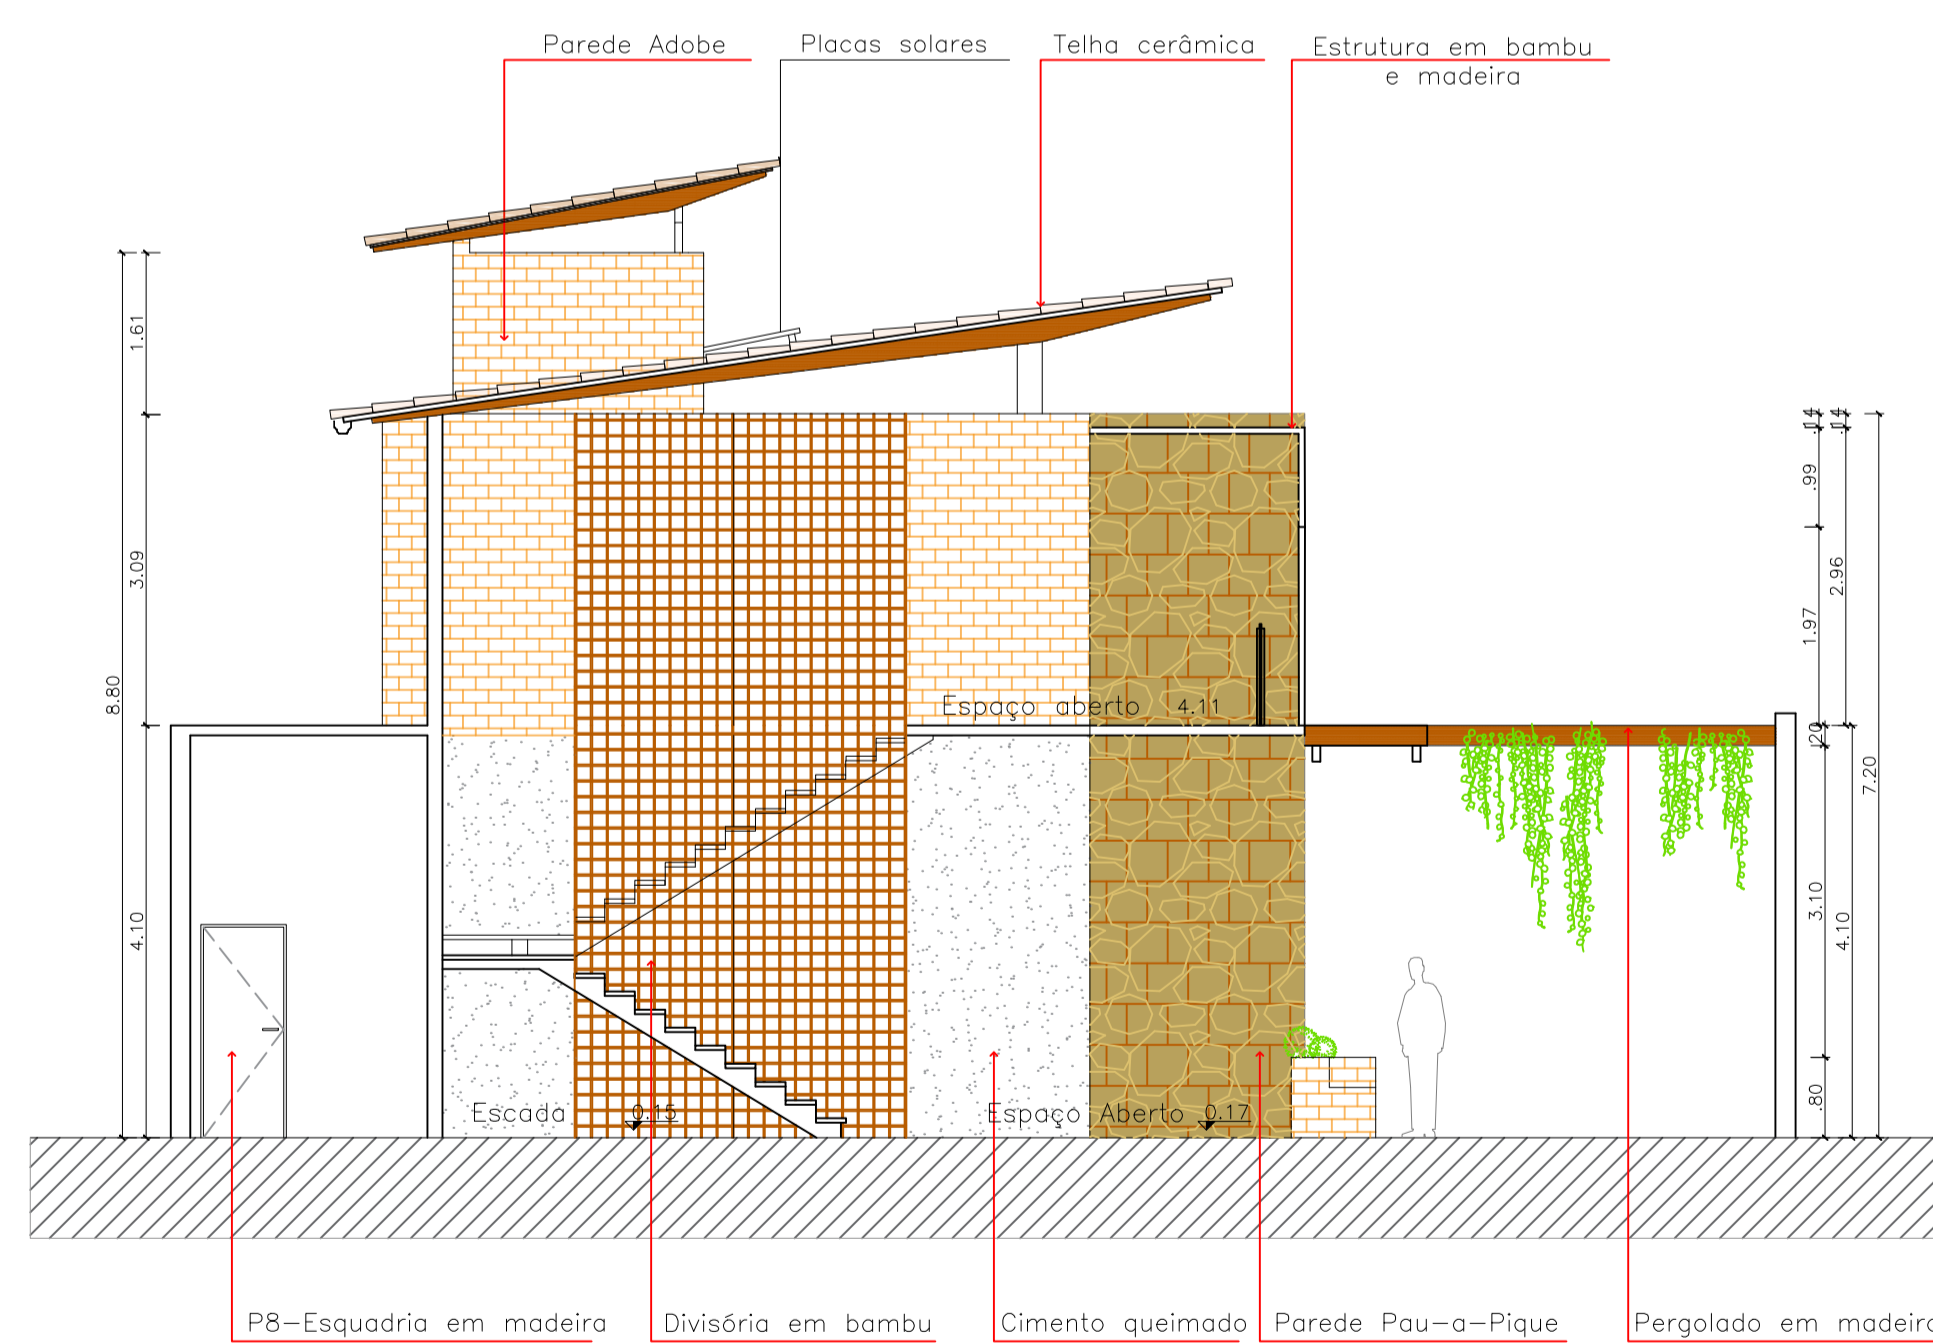 Parede Adobe
Placas solares
Telha cerâmica
Estrutura em bambu
e madeira
1.61
3.09
8.80
4.10
.14
.14
.99
2.96
1.97
.20
7.20
3.10
4.10
.80
Espaço aberto 4.11
Escada 0.15
Espaço Aberto 0.17
P8-Esquadria em madeira
Divisória em bambu
Cimento queimado
Parede Pau-a-Pique
Pergolado em madeira